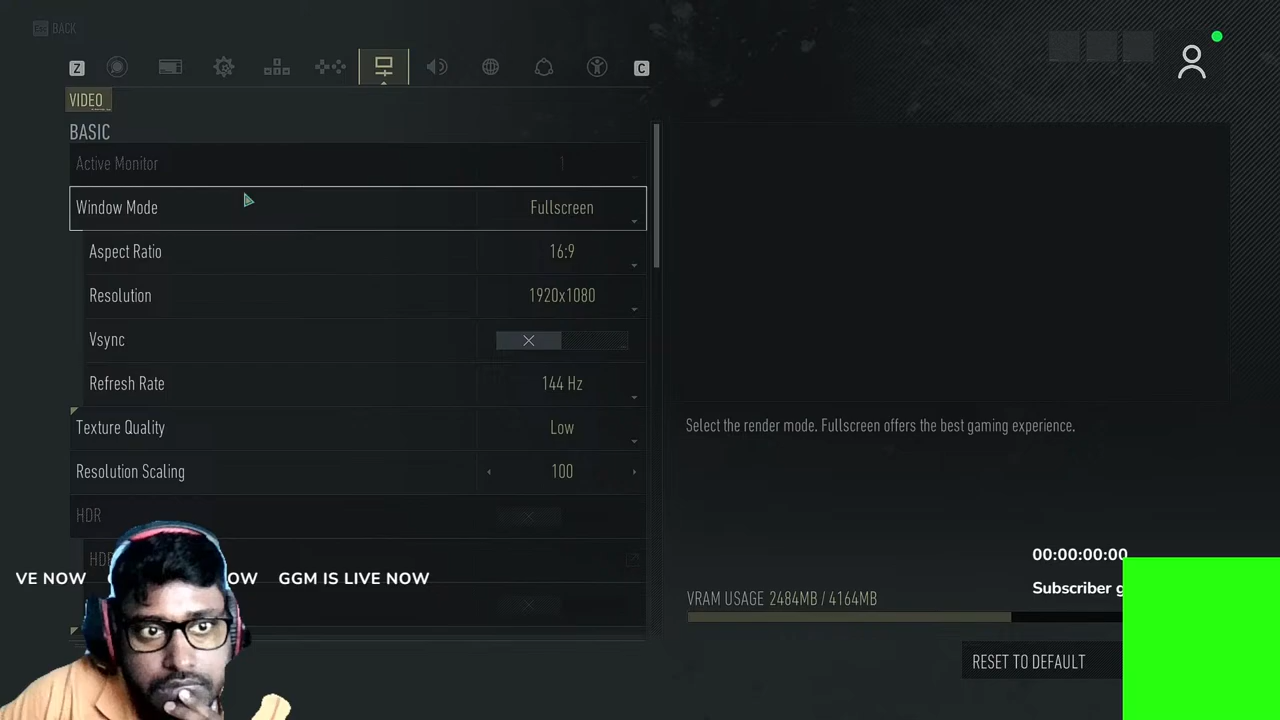 Esc BACK
Z
C
VIDEO
BASIC
Active Monitor 1
Window Mode Fullscreen
Aspect Ratio 16:9
Resolution 1920x1080
Vsync
Refresh Rate 144 Hz
Texture Quality Low
Resolution Scaling 100
HDR
HD
Select the render mode. Fullscreen offers the best gaming experience.
00:00:00:00
VE NOW OW GGM IS LIVE NOW
Subscriber g
VRAM USAGE 2484MB / 4164MB
RESET TO DEFAULT